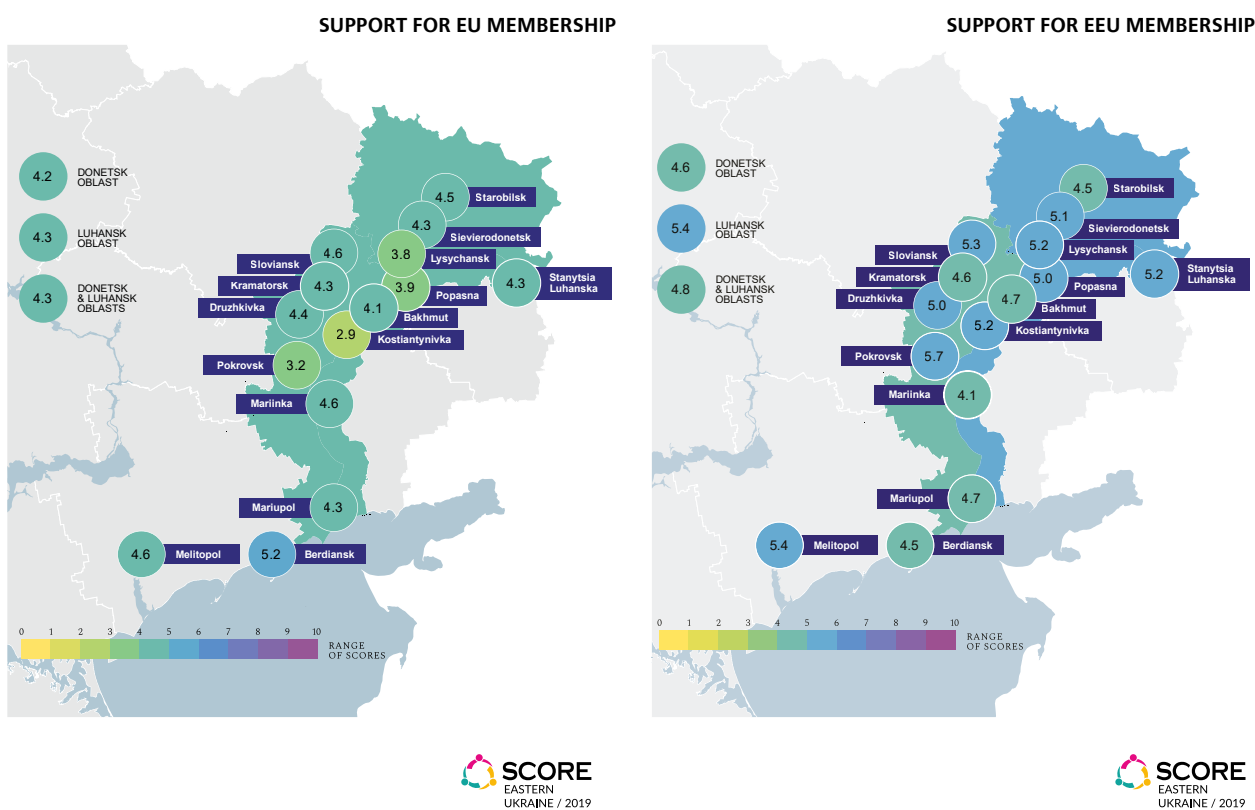 SUPPORT FOR EU MEMBERSHIP
4.2
DONETSK
OBLAST
4.3
LUHANSK
OBLAST
4.3
DONETSK
& LUHANSK
OBLASTS
4.5
Starobilsk
4.3
Sievierodonetsk
3.8
Lysychansk
4.6
Sloviansk
4.3
Kramatorsk
3.9
Popasna
4.3
Stanytsia
Luhanska
4.4
Druzhkivka
4.1
Bakhmut
2.9
Kostiantynivka
3.2
Pokrovsk
4.6
Mariinka
4.3
Mariupol
4.6
Melitopol
5.2
Berdiansk
0 1 2 3 4 5 6 7 8 9 10
RANGE
OF SCORES
SCORE
EASTERN
UKRAINE / 2019
SUPPORT FOR EEU MEMBERSHIP
4.6
DONETSK
OBLAST
5.4
LUHANSK
OBLAST
4.8
DONETSK
& LUHANSK
OBLASTS
4.5
Starobilsk
5.1
Sievierodonetsk
5.2
Lysychansk
5.3
Sloviansk
4.6
Kramatorsk
5.0
Popasna
5.2
Stanytsia
Luhanska
5.0
Druzhkivka
4.7
Bakhmut
5.2
Kostiantynivka
5.7
Pokrovsk
4.1
Mariinka
4.7
Mariupol
5.4
Melitopol
4.5
Berdiansk
0 1 2 3 4 5 6 7 8 9 10
RANGE
OF SCORES
SCORE
EASTERN
UKRAINE / 2019